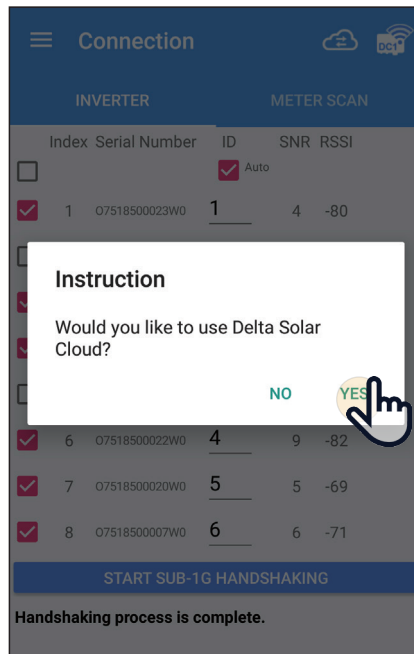 Connection
DC1
INVERTER METER SCAN
Index Serial Number ID SNR RSSI
Auto
1 O7518500023W0 1 4 -80
Instruction
Would you like to use Delta Solar
Cloud?
NO YES
6 O7518500022W0 4 9 -82
7 O7518500020W0 5 5 -69
8 O7518500007W0 6 6 -71
START SUB-1G HANDSHAKING
Handshaking process is complete.